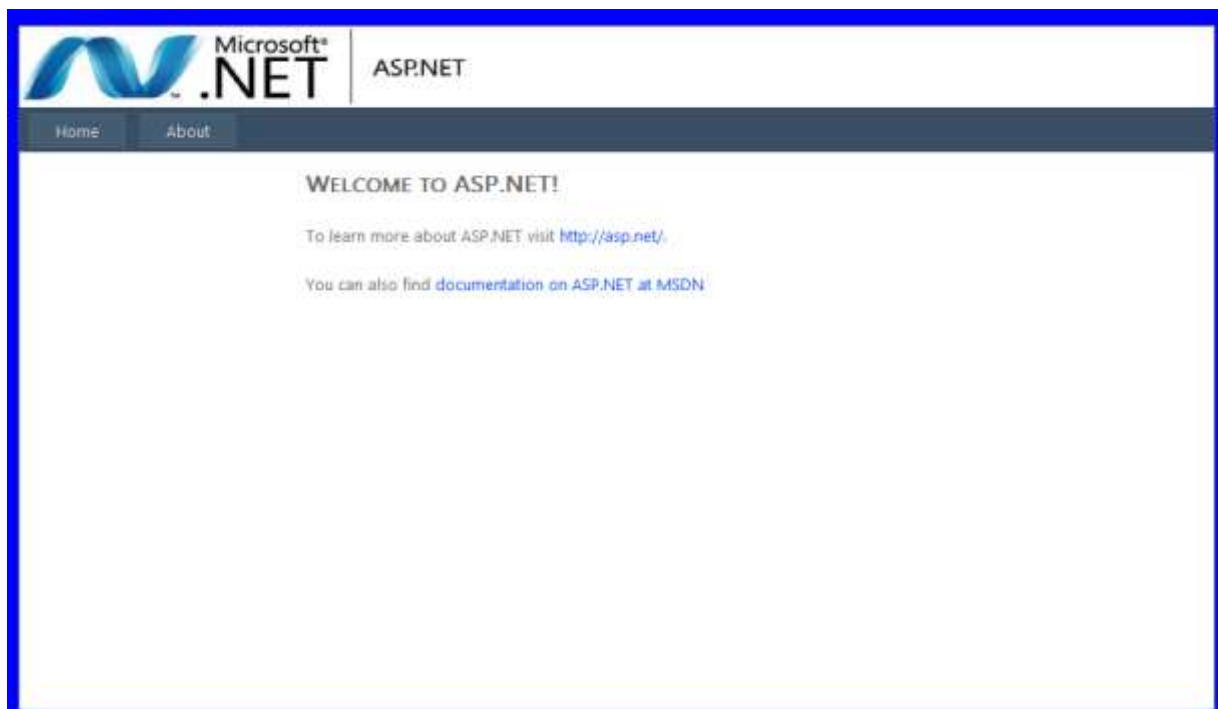 Microsoft®
.NET
ASP.NET
Home
About
WELCOME TO ASP.NET!
To learn more about ASP.NET visit http://asp.net/.
You can also find documentation on ASP.NET at MSDN